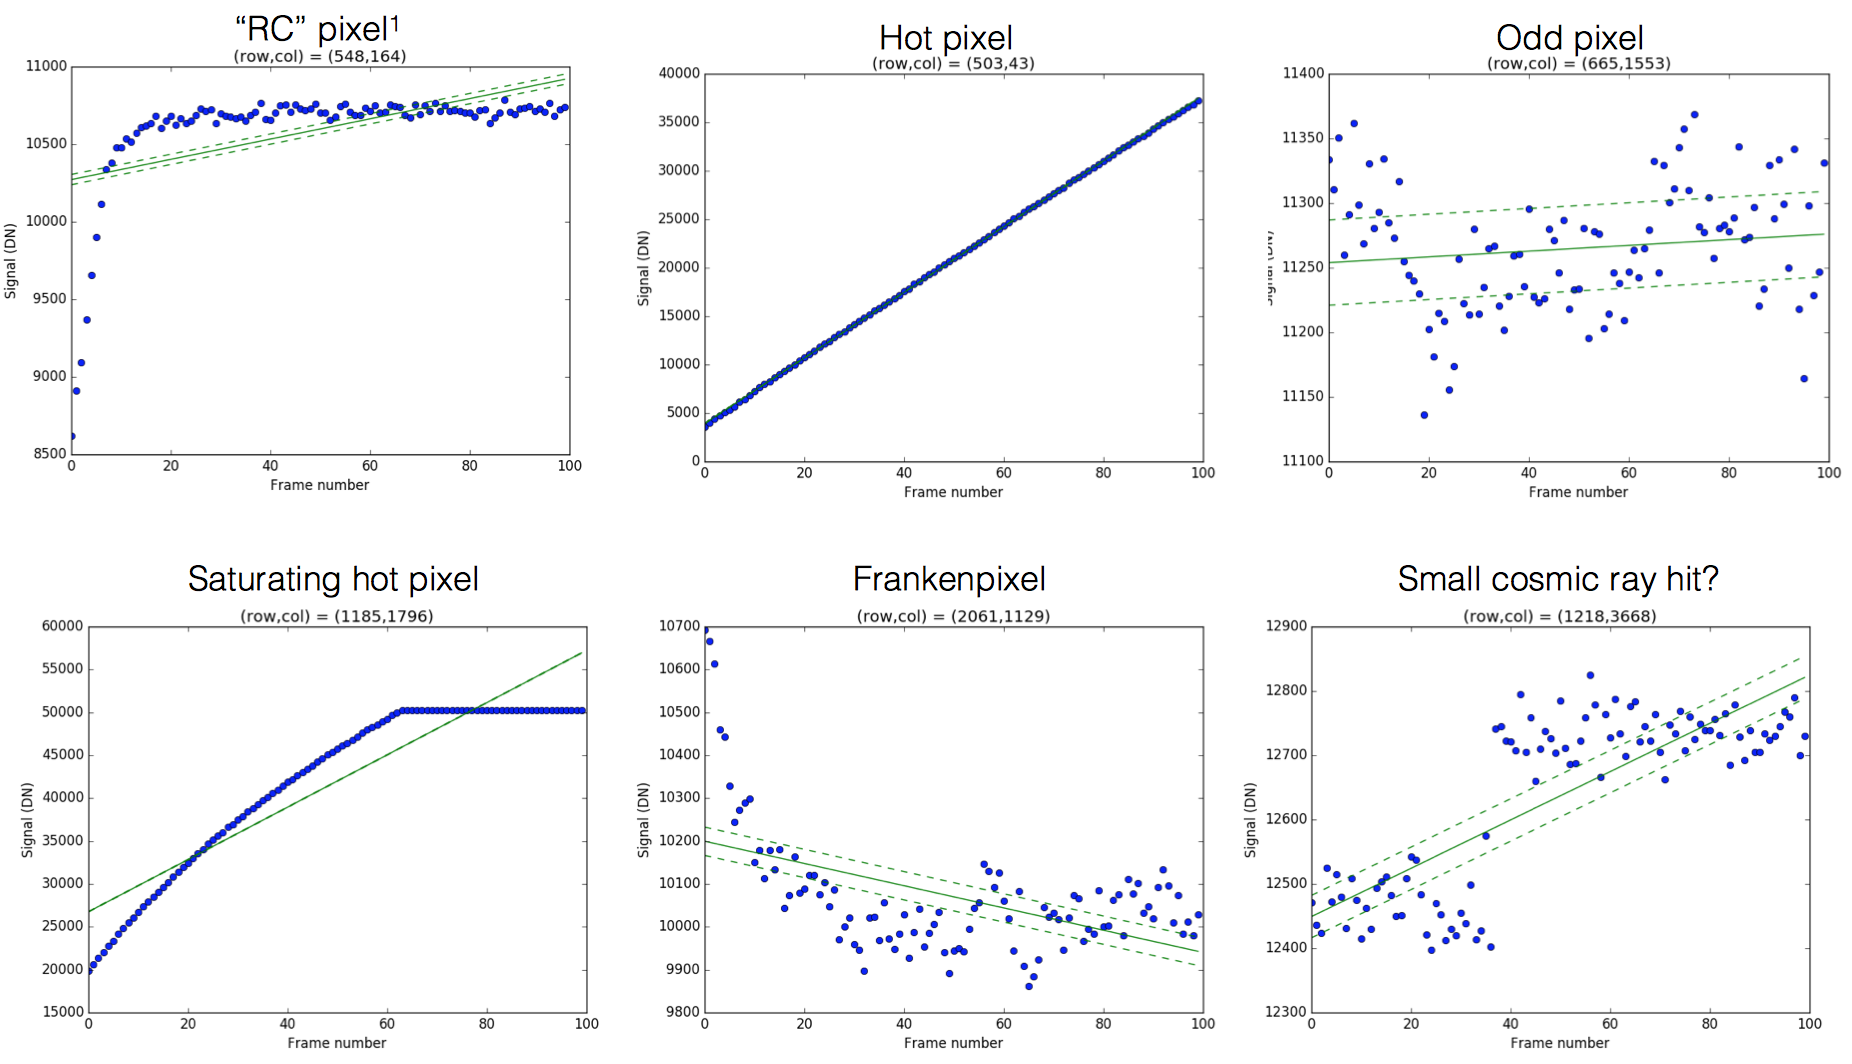 “RC” pixel¹
(row,col) = (548,164)
11000
10500
10000
9500
9000
8500
Signal (DN)
0 20 40 60 80 100
Frame number
Hot pixel
(row,col) = (503,43)
40000
35000
30000
25000
20000
15000
10000
5000
0
Signal (DN)
0 20 40 60 80 100
Frame number
Odd pixel
(row,col) = (665,1553)
11400
11350
11300
11250
11200
11150
11100
Signal (DN)
0 20 40 60 80 100
Frame number
Saturating hot pixel
(row,col) = (1185,1796)
60000
55000
50000
45000
40000
35000
30000
25000
20000
15000
Signal (DN)
0 20 40 60 80 100
Frame number
Frankenpixel
(row,col) = (2061,1129)
10700
10600
10500
10400
10300
10200
10100
10000
9900
9800
Signal (DN)
0 20 40 60 80 100
Frame number
Small cosmic ray hit?
(row,col) = (1218,3668)
12900
12800
12700
12600
12500
12400
12300
Signal (DN)
0 20 40 60 80 100
Frame number